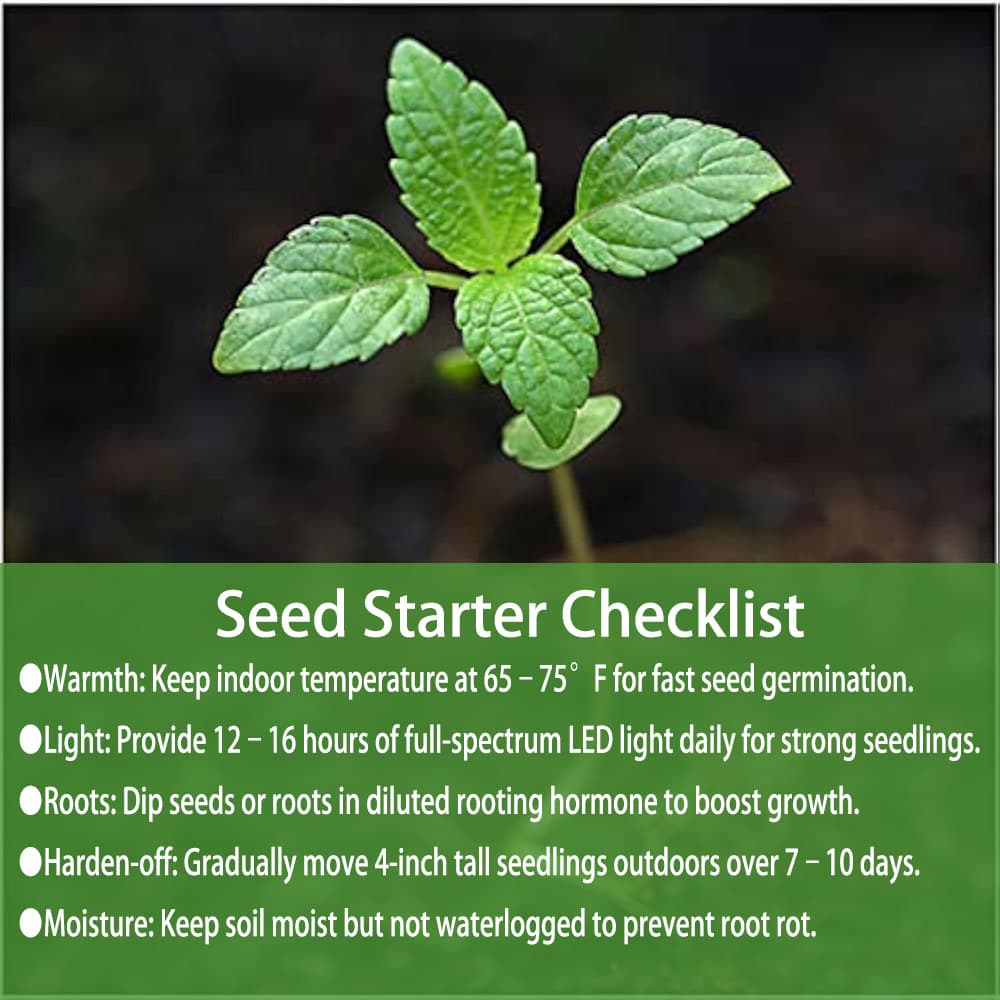 Seed Starter Checklist
●Warmth: Keep indoor temperature at 65 – 75° F for fast seed germination.
●Light: Provide 12 – 16 hours of full-spectrum LED light daily for strong seedlings.
●Roots: Dip seeds or roots in diluted rooting hormone to boost growth.
●Harden-off: Gradually move 4-inch tall seedlings outdoors over 7 – 10 days.
●Moisture: Keep soil moist but not waterlogged to prevent root rot.